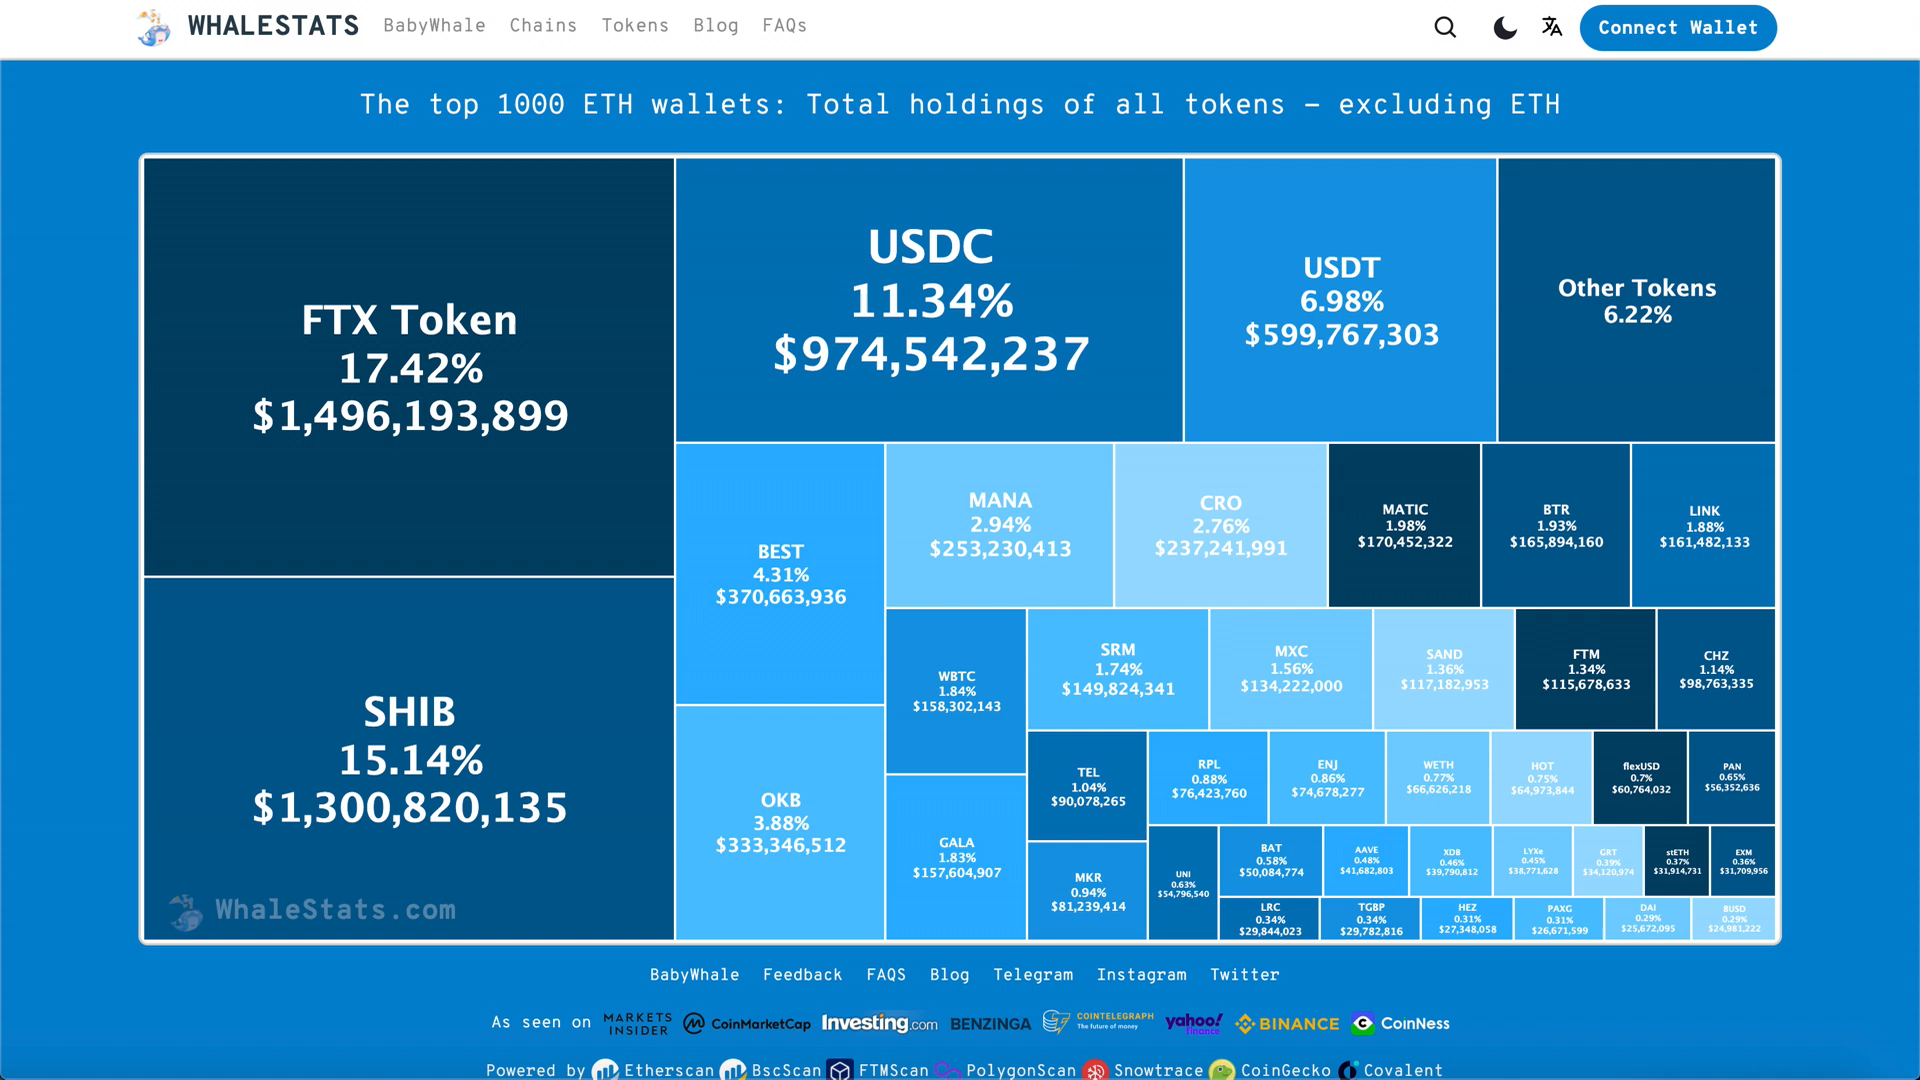 WHALESTATS BabyWhale Chains Tokens Blog FAQs Connect Wallet
The top 1000 ETH wallets: Total holdings of all tokens – excluding ETH
FTX Token
17.42%
$1,496,193,899
USDC
11.34%
$974,542,237
USDT
6.98%
$599,767,303
Other Tokens
6.22%
SHIB
15.14%
$1,300,820,135
BEST
4.31%
$370,663,936
OKB
3.88%
$333,346,512
MANA
2.94%
$253,230,413
CRO
2.76%
$237,241,991
MATIC
1.98%
$170,452,322
BTR
1.93%
$165,894,160
LINK
1.88%
$161,482,133
WBTC
1.84%
$158,302,143
GALA
1.83%
$157,604,907
SRM
1.74%
$149,824,341
MXC
1.56%
$134,222,000
SAND
1.36%
$117,182,953
FTM
1.34%
$115,678,633
CHZ
1.14%
$98,763,335
TEL
1.04%
$90,078,265
MKR
0.94%
$81,239,414
RPL
0.88%
$76,423,760
ENJ
0.86%
$74,678,277
WETH
0.77%
$66,626,218
HOT
0.75%
$64,973,844
flexUSD
0.7%
$60,764,032
PAN
0.65%
$56,352,636
UNI
0.63%
$54,796,540
BAT
0.58%
$50,084,774
AAVE
0.48%
$41,682,803
XDB
0.46%
$39,790,812
LYXe
0.45%
$38,771,628
GRT
0.39%
$34,120,974
stETH
0.37%
$31,914,731
EXM
0.36%
$31,709,956
LRC
0.34%
$29,844,023
TGBP
0.34%
$29,782,816
HEZ
0.31%
$27,348,058
PAXG
0.31%
$26,671,599
DAI
0.29%
$25,672,095
BUSD
0.29%
$24,981,222
WhaleStats.com
BabyWhale Feedback FAQS Blog Telegram Instagram Twitter
As seen on MARKETS INSIDER CoinMarketCap Investing.com BENZINGA COINTELEGRAPH The future of money yahoo! finance BINANCE CoinNess
Powered by Etherscan BscScan FTMScan PolygonScan Snowtrace CoinGecko Covalent